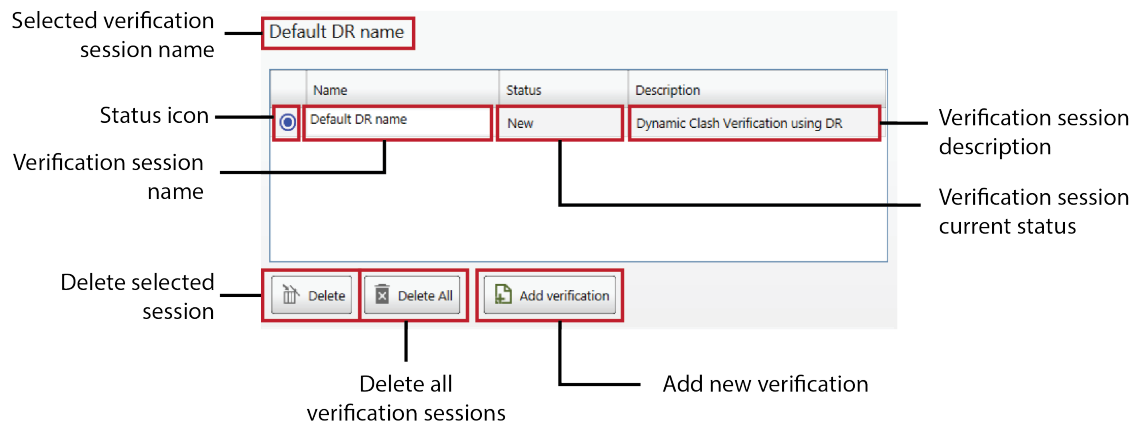 Selected verification
session name
Default DR name
Name Status Description
Status icon
Default DR name New Dynamic Clash Verification using DR
Verification session
description
Verification session
name
Verification session
current status
Delete selected
session
Delete Delete All Add verification
Delete all
verification sessions
Add new verification